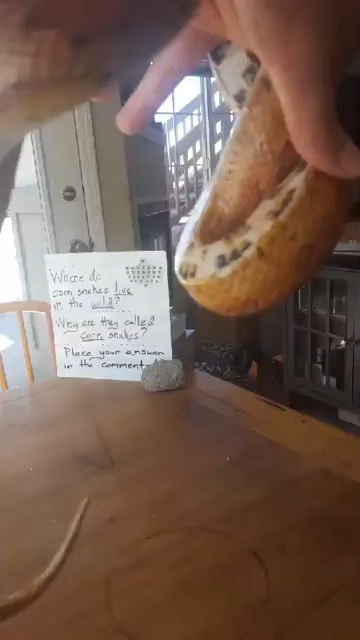 Where do
corn snakes live
in the wild?
Why are they called
corn snakes?
Place your answer
in the comment